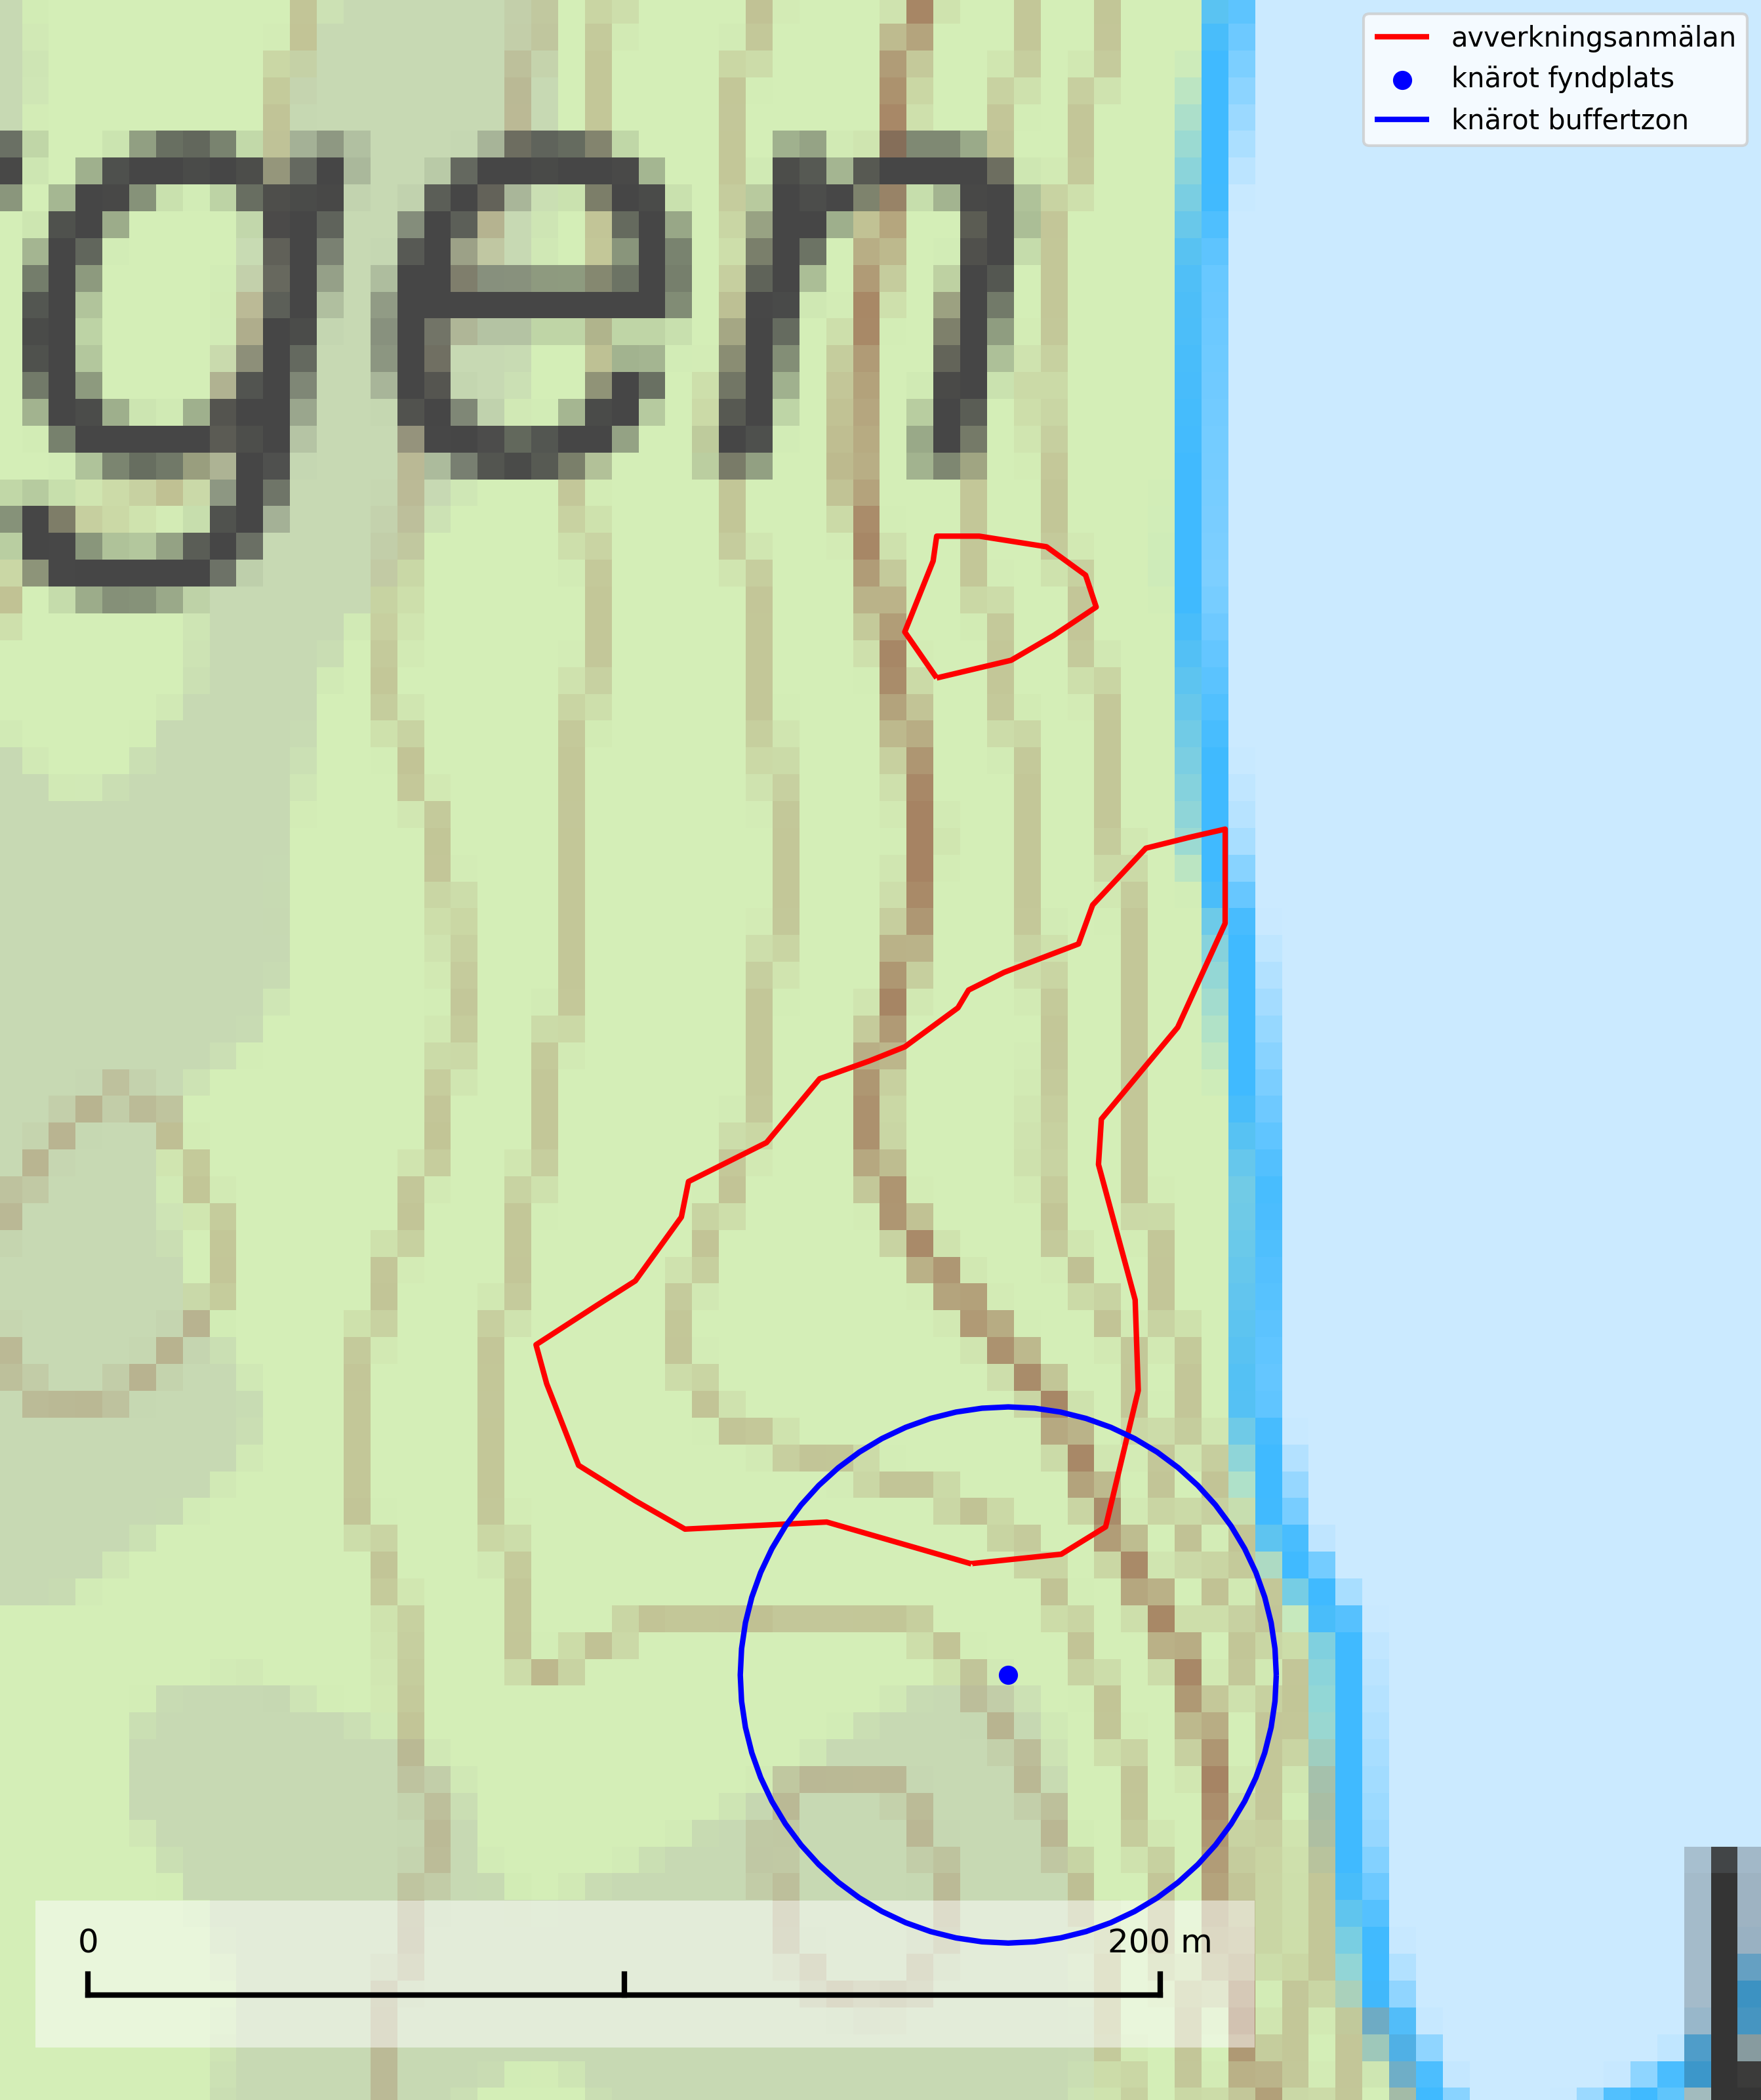 avverkningsanmälan
knärot fyndplats
knärot buffertzon
gen
0 200 m